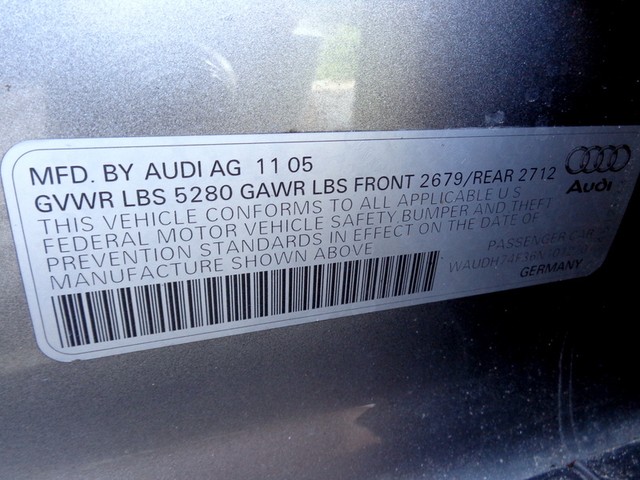 MFD. BY AUDI AG 11 05
GVWR LBS 5280 GAWR LBS FRONT 2679/REAR 2712
THIS VEHICLE CONFORMS TO ALL APPLICABLE U S
FEDERAL MOTOR VEHICLE SAFETY BUMPER AND THEFT
PREVENTION STANDARDS IN EFFECT ON THE DATE OF
MANUFACTURE SHOWN ABOVE
Audi
PASSENGER CAR
GERMANY